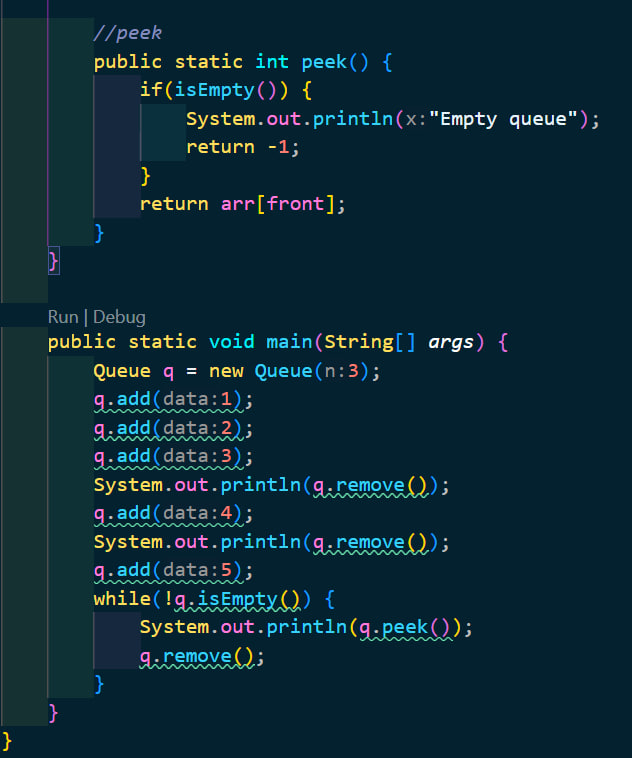 //peek
public static int peek() {
if(isEmpty()) {
System.out.println(x:"Empty queue");
return -1;
}
return arr[front];
}
}
Run | Debug
public static void main(String[] args) {
Queue q = new Queue(n:3);
q.add(data:1);
q.add(data:2);
q.add(data:3);
System.out.println(q.remove());
q.add(data:4);
System.out.println(q.remove());
q.add(data:5);
while(!q.isEmpty()) {
System.out.println(q.peek());
q.remove();
}
}
}